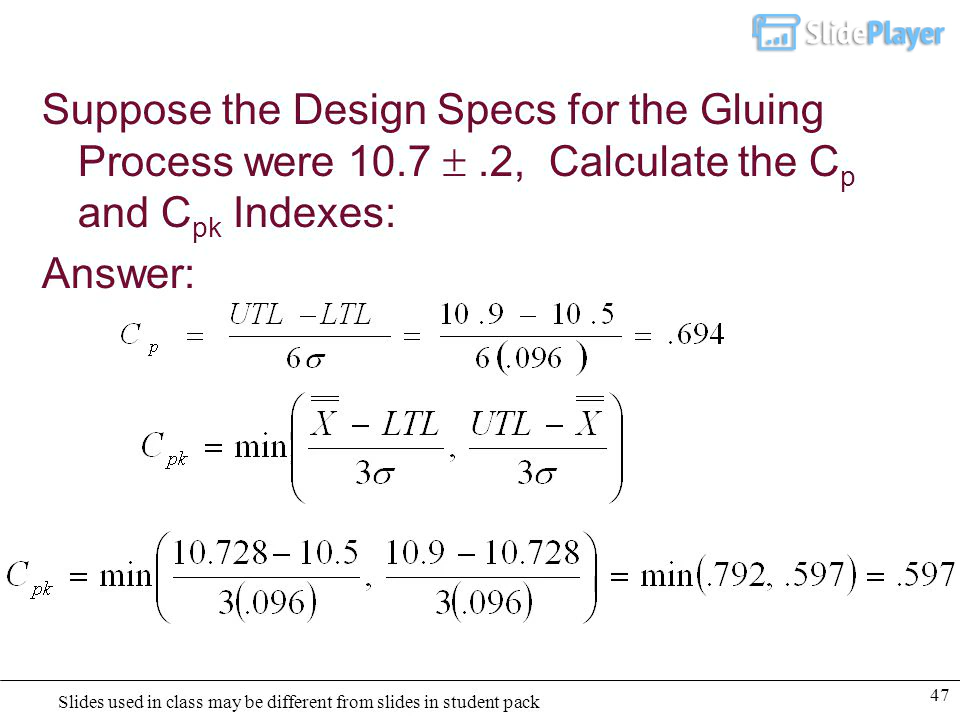 SlidePlayer
Suppose the Design Specs for the Gluing
Process were 10.7 ± .2, Calculate the Cp
and Cpk Indexes:
Answer:
Cp = (UTL – LTL)/(6σ) = (10.9 – 10.5)/(6(.096)) = .694
Cpk = min((X̿ – LTL)/(3σ), (UTL – X̿)/(3σ))
Cpk = min((10.728 – 10.5)/(3(.096)), (10.9 – 10.728)/(3(.096))) = min(.792, .597) = .597
Slides used in class may be different from slides in student pack
47